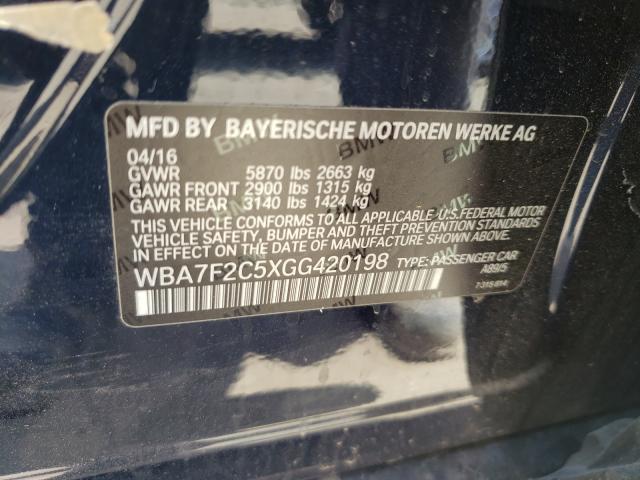 MFD BY BAYERISCHE MOTOREN WERKE AG
04/16
GVWR 5870 lbs 2663 kg
GAWR FRONT 2900 lbs 1315 kg
GAWR REAR 3140 lbs 1424 kg
THIS VEHICLE CONFORMS TO ALL APPLICABLE U.S.FEDERAL MOTOR
VEHICLE SAFETY, BUMPER AND THEFT PREVENTION STANDARDS
IN EFFECT ON THE DATE OF MANUFACTURE SHOWN ABOVE.
WBA7F2C5XGG420198 TYPE: PASSENGER CAR
A89/5